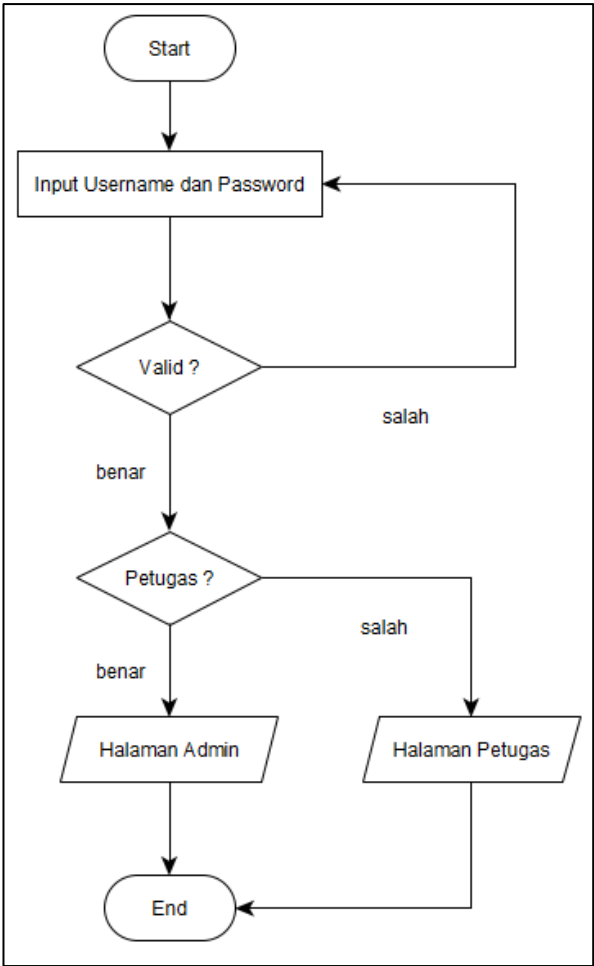 Start
Input Username dan Password
Valid ?
salah
benar
Petugas ?
salah
benar
Halaman Admin
Halaman Petugas
End